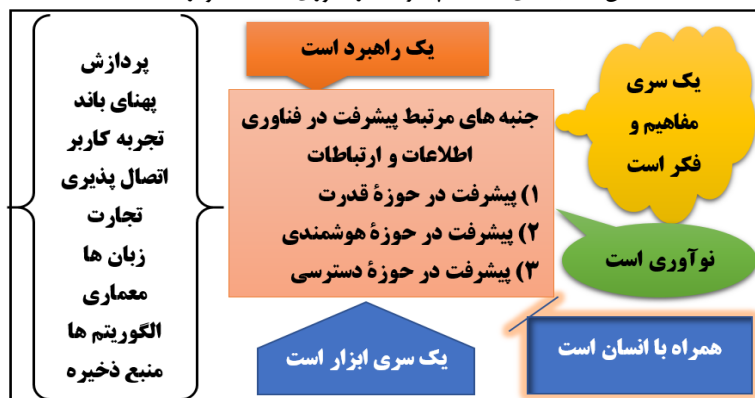 یک راهبرد است
یک سری
مفاهیم و
فکر است
جنبه های مرتبط پیشرفت در فناوری
اطلاعات و ارتباطات
۱) پیشرفت در حوزهٔ قدرت
۲) پیشرفت در حوزهٔ هوشمندی
۳) پیشرفت در حوزهٔ دسترسی
نوآوری است
همراه با انسان است
یک سری ابزار است
پردازش
پهنای باند
تجربه کاربر
اتصال پذیری
تجارت
زبان ها
معماری
الگوریتم ها
منبع ذخیره